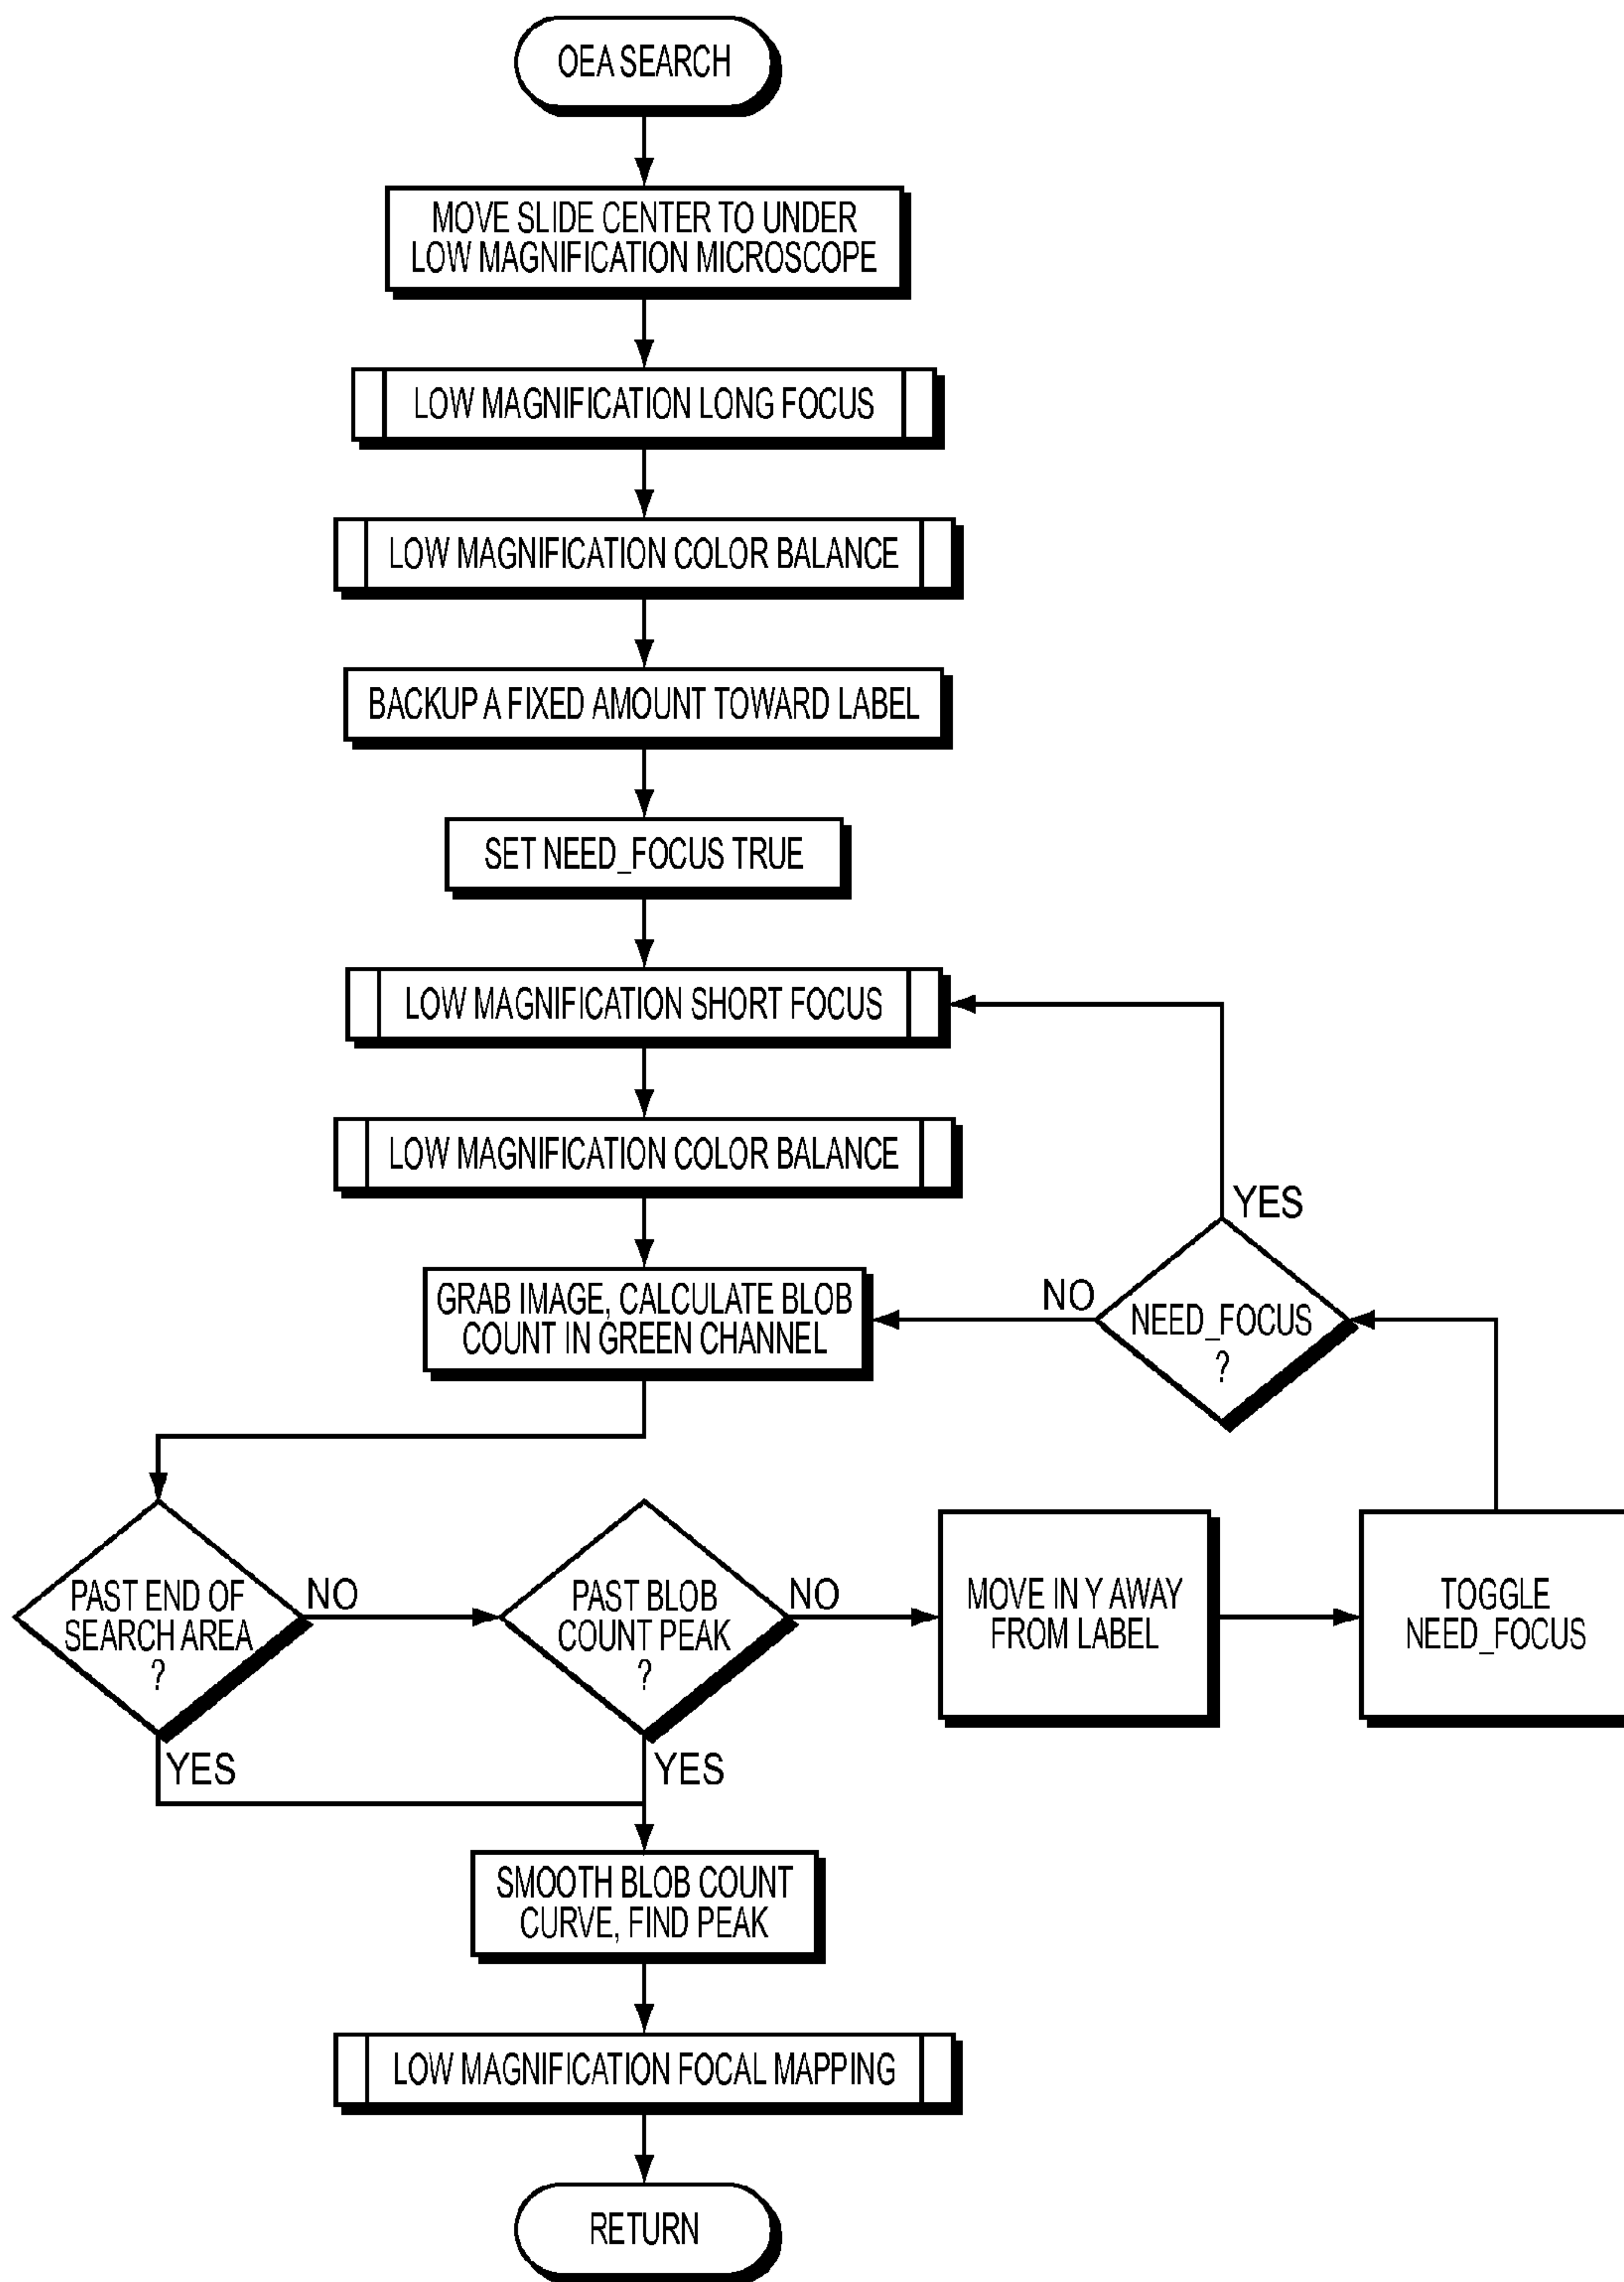 OEA SEARCH
MOVE SLIDE CENTER TO UNDER
LOW MAGNIFICATION MICROSCOPE
LOW MAGNIFICATION LONG FOCUS
LOW MAGNIFICATION COLOR BALANCE
BACKUP A FIXED AMOUNT TOWARD LABEL
SET NEED_FOCUS TRUE
LOW MAGNIFICATION SHORT FOCUS
LOW MAGNIFICATION COLOR BALANCE
YES
GRAB IMAGE, CALCULATE BLOB
COUNT IN GREEN CHANNEL
NO
NEED_FOCUS
?
PAST END OF
SEARCH AREA
?
NO
PAST BLOB
COUNT PEAK
?
NO
MOVE IN Y AWAY
FROM LABEL
TOGGLE
NEED_FOCUS
YES
YES
SMOOTH BLOB COUNT
CURVE, FIND PEAK
LOW MAGNIFICATION FOCAL MAPPING
RETURN